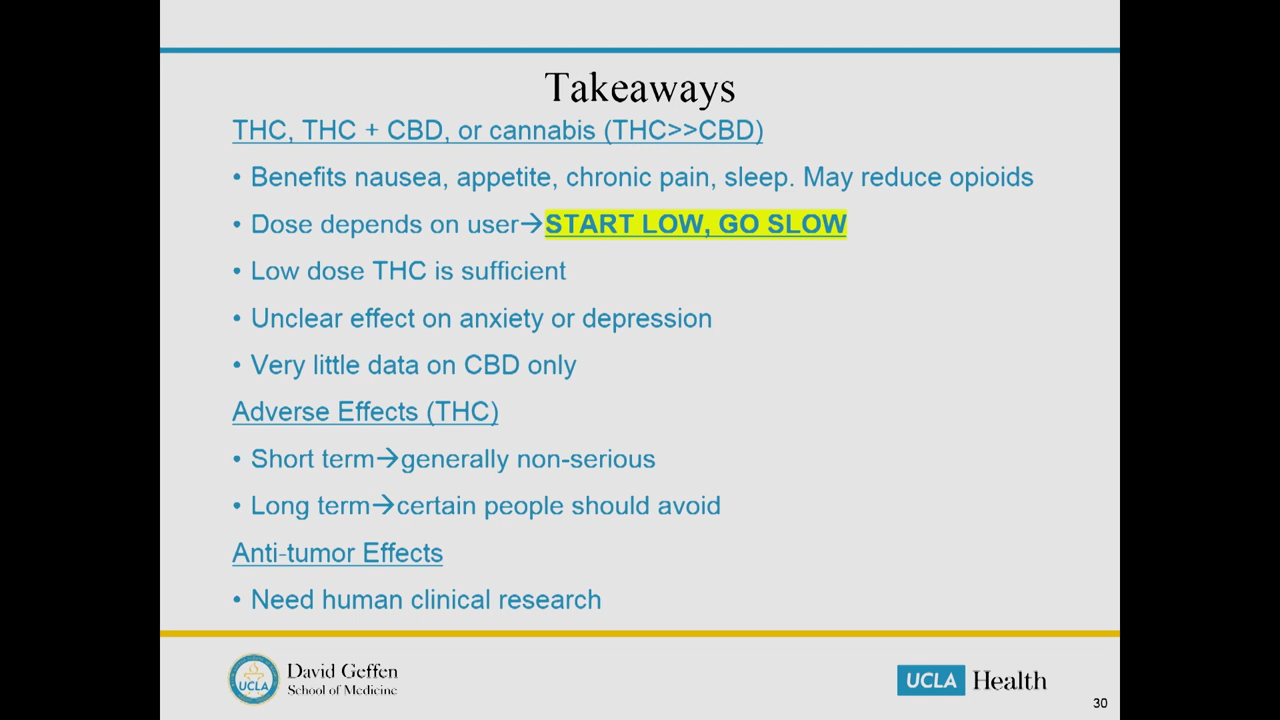 Takeaways
THC, THC + CBD, or cannabis (THC>>CBD)
• Benefits nausea, appetite, chronic pain, sleep. May reduce opioids
• Dose depends on user→START LOW, GO SLOW
• Low dose THC is sufficient
• Unclear effect on anxiety or depression
• Very little data on CBD only
Adverse Effects (THC)
• Short term→generally non-serious
• Long term→certain people should avoid
Anti-tumor Effects
• Need human clinical research
UCLA
David Geffen
School of Medicine
UCLA Health
30